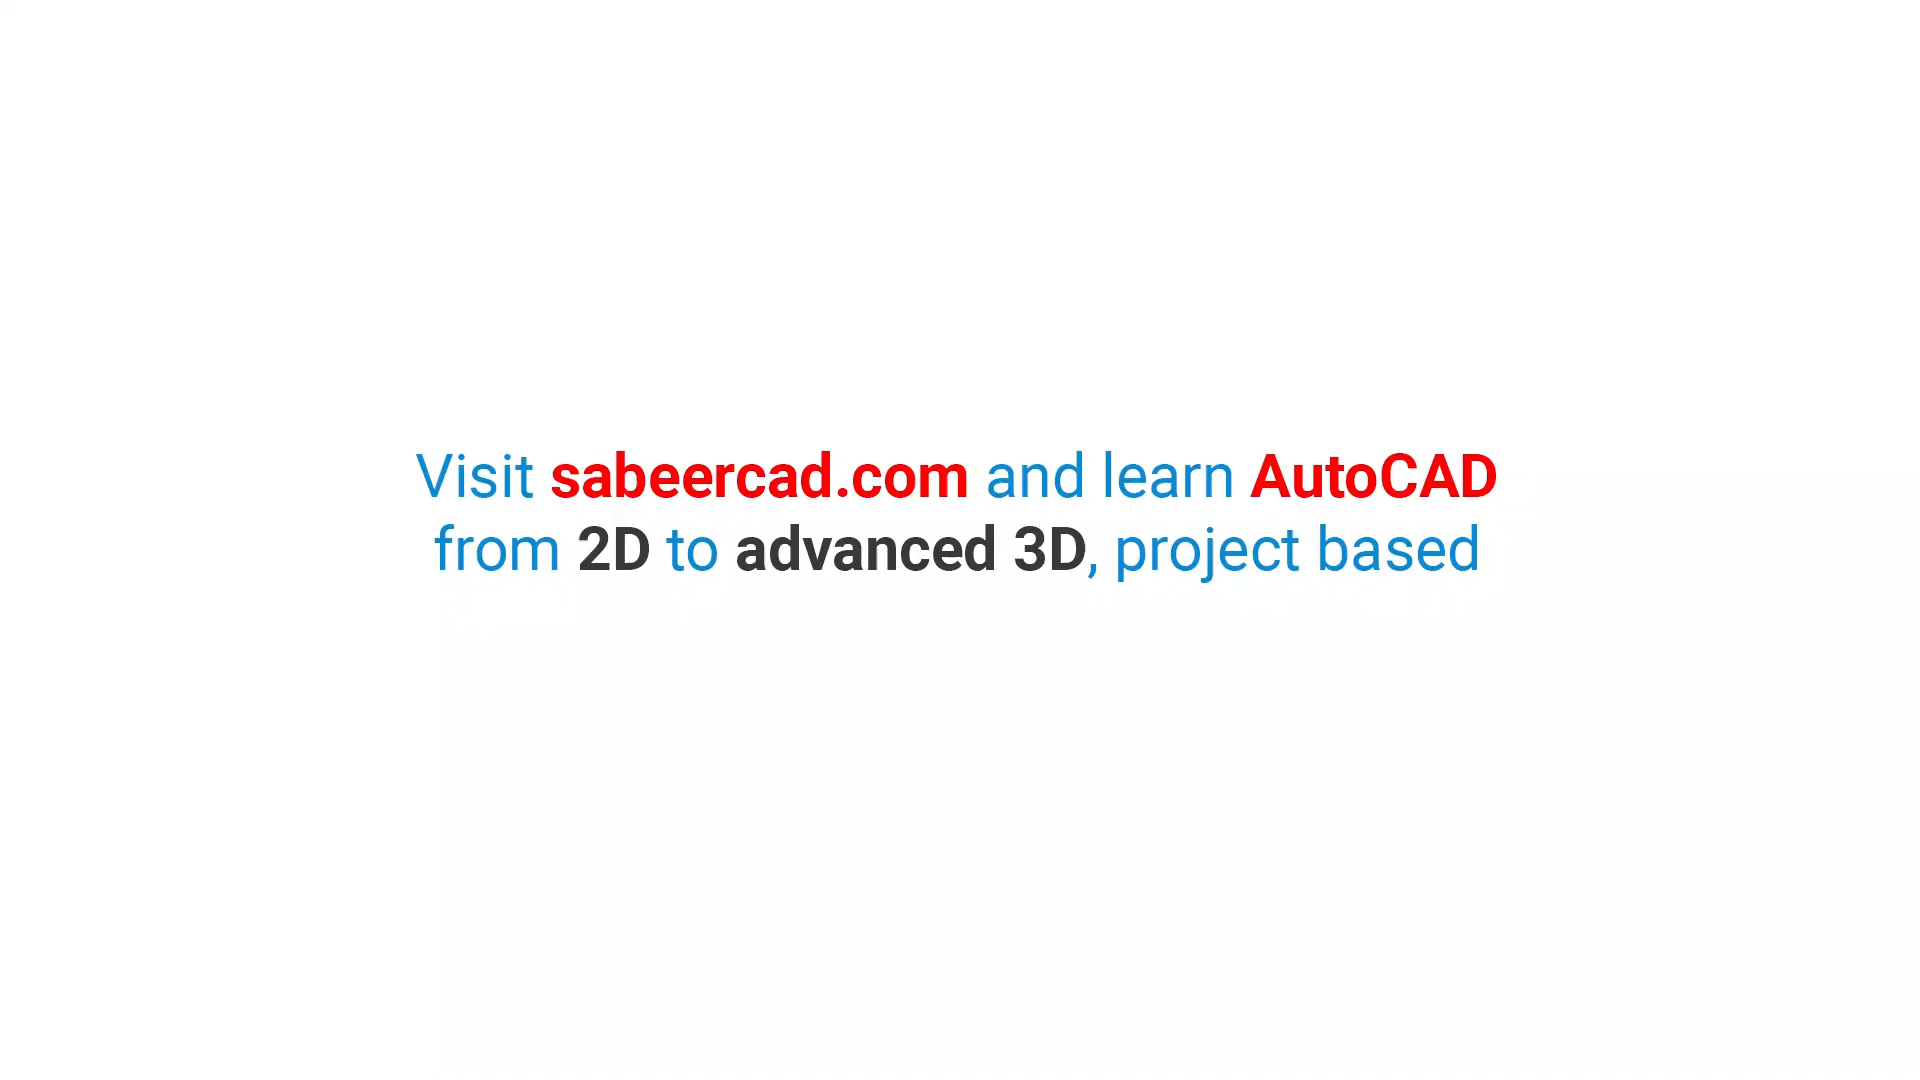 Visit sabeercad.com and learn AutoCAD
from 2D to advanced 3D, project based